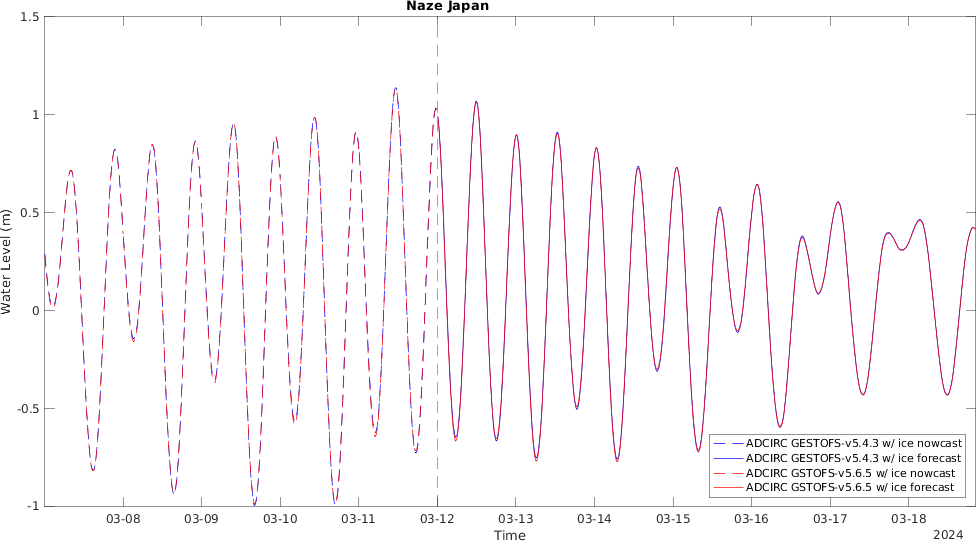 Naze Japan
1.5
1
0.5
0
-0.5
-1
Water Level (m)
03-08 03-09 03-10 03-11 03-12 03-13 03-14 03-15 03-16 03-17 03-18
Time
2024
ADCIRC GESTOFS-v5.4.3 w/ ice nowcast
ADCIRC GESTOFS-v5.4.3 w/ ice forecast
ADCIRC GSTOFS-v5.6.5 w/ ice nowcast
ADCIRC GSTOFS-v5.6.5 w/ ice forecast